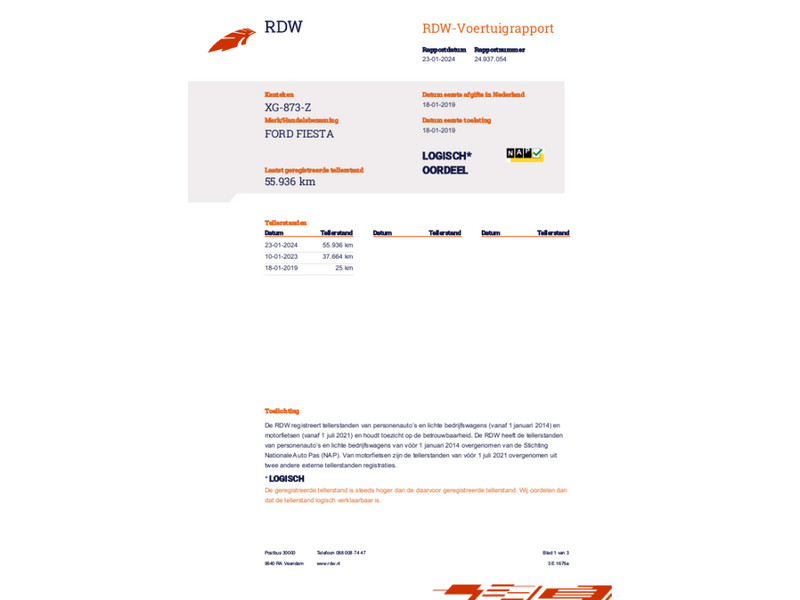 RDW
RDW-Voertuigrapport
Rapportdatum Rapportnummer
23-01-2024 24.937.054
Kenteken
XG-873-Z
Merk/Handelsbenaming
FORD FIESTA
Laatst geregistreerde tellerstand
55.936 km
Datum eerste afgifte in Nederland
18-01-2019
Datum eerste toelating
18-01-2019
LOGISCH*
OORDEEL
NAP
Tellerstanden
Datum Tellerstand Datum Tellerstand Datum Tellerstand
23-01-2024 55.936 km
10-01-2023 37.664 km
18-01-2019 25 km
Toelichting
De RDW registreert tellerstanden van personenauto's en lichte bedrijfswagens (vanaf 1 januari 2014) en
motorfietsen (vanaf 1 juli 2021) en houdt toezicht op de betrouwbaarheid. De RDW heeft de tellerstanden
van personenauto's en lichte bedrijfswagens van vóór 1 januari 2014 overgenomen van de Stichting
Nationale Auto Pas (NAP). Van motorfietsen zijn de tellerstanden van vóór 1 juli 2021 overgenomen uit
twee andere externe tellerstanden registraties.
* LOGISCH
De geregistreerde tellerstand is steeds hoger dan de daarvoor geregistreerde tellerstand. Wij oordelen dan
dat de tellerstand logisch verklaarbaar is.
Postbus 30000 Telefoon 088 008 74 47 Blad 1 van 3
9640 RA Veendam www.rdw.nl 3 E 1675a